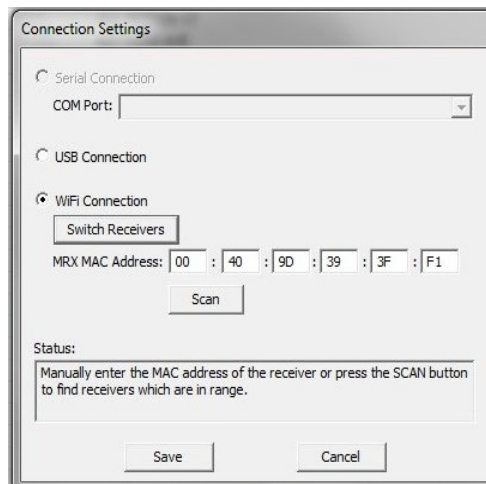 Connection Settings
Serial Connection
COM Port:
USB Connection
WiFi Connection
Switch Receivers
MRX MAC Address: 00 : 40 : 9D : 39 : 3F : F1
Scan
Status:
Manually enter the MAC address of the receiver or press the SCAN button
to find receivers which are in range.
Save Cancel